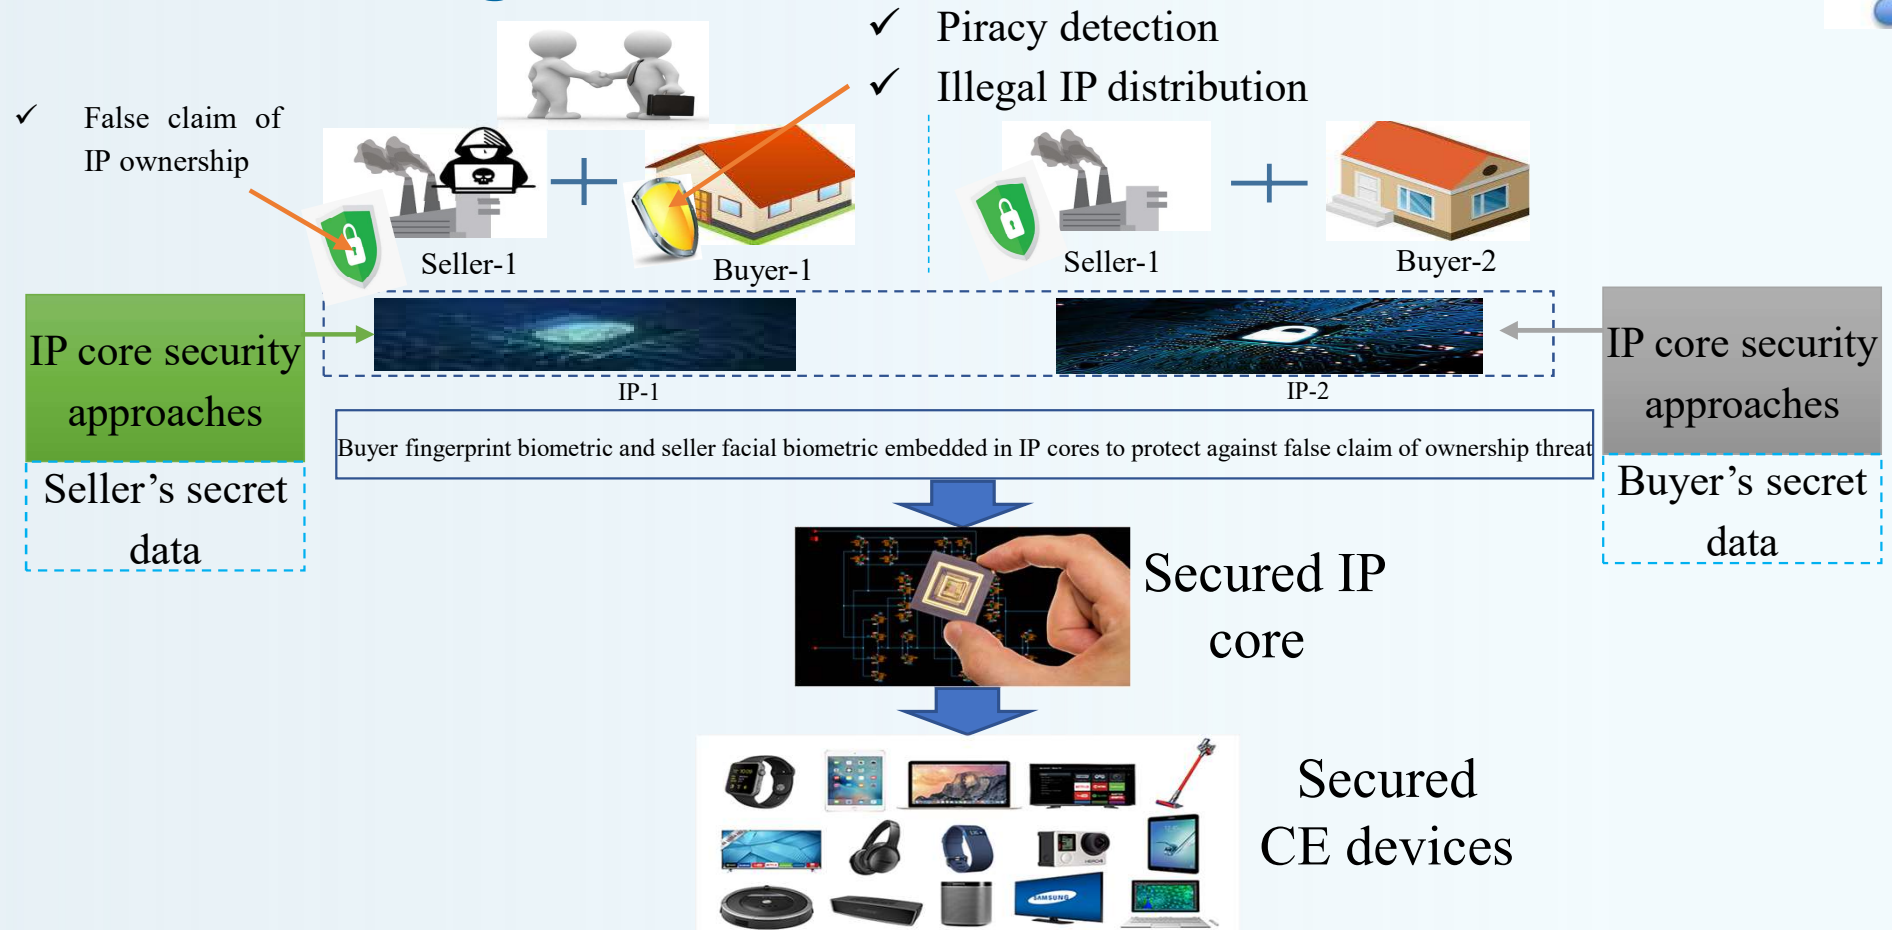 ✓ Piracy detection
✓ Illegal IP distribution
✓ False claim of
IP ownership
Seller-1
Buyer-1
Seller-1
Buyer-2
IP core security
approaches
Seller’s secret
data
IP-1
IP-2
IP core security
approaches
Buyer’s secret
data
Buyer fingerprint biometric and seller facial biometric embedded in IP cores to protect against false claim of ownership threat
Secured IP
core
Secured
CE devices
SAMSUNG